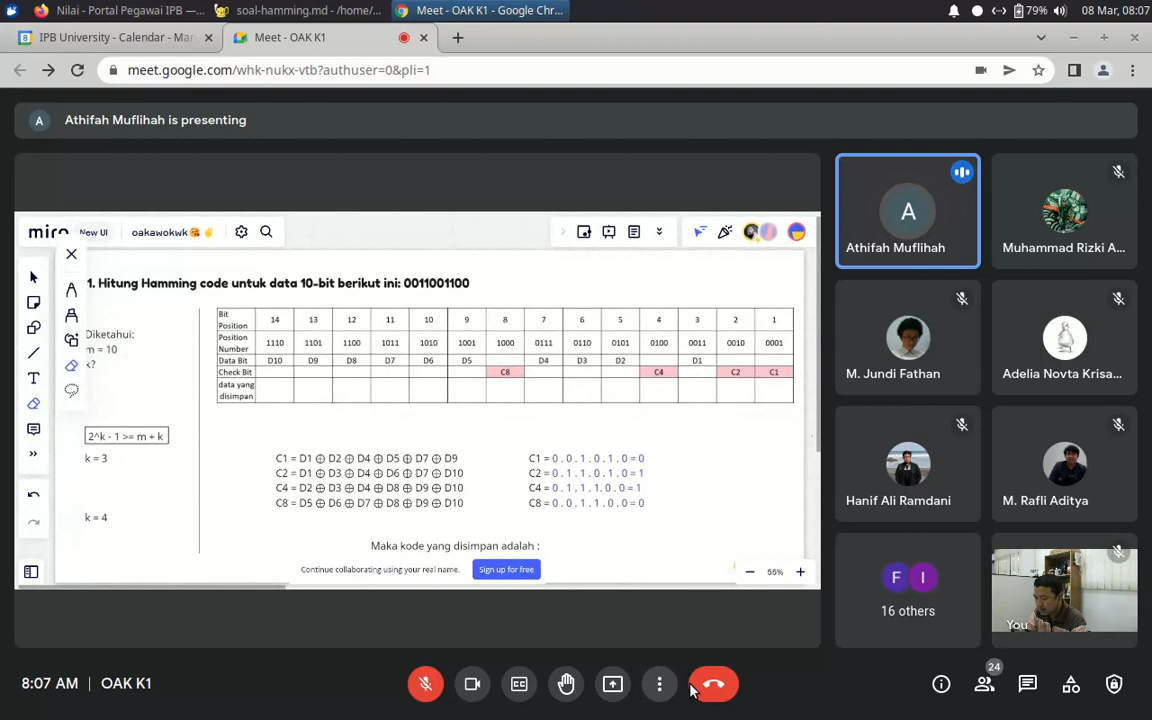 Nilai - Portal Pegawai IPB —...
soal-hamming.md - /home/...
Meet - OAK K1 - Google Chr...
79%
08 Mar, 08:07
IPB University - Calendar - Mar
Meet - OAK K1
meet.google.com/whk-nukx-vtb?authuser=0&pli=1
A
Athifah Muflihah is presenting
miro
New UI
oakawokwk
1. Hitung Hamming code untuk data 10-bit berikut ini: 0011001100
Diketahui:
m = 10
k?
2^k - 1 >= m + k
k = 3
k = 4
Bit Position 14 13 12 11 10 9 8 7 6 5 4 3 2 1
Position Number 1110 1101 1100 1011 1010 1001 1000 0111 0110 0101 0100 0011 0010 0001
Data Bit D10 D9 D8 D7 D6 D5 D4 D3 D2 D1
Check Bit C8 C4 C2 C1
data yang disimpan
C1 = D1 ⊕ D2 ⊕ D4 ⊕ D5 ⊕ D7 ⊕ D9
C2 = D1 ⊕ D3 ⊕ D4 ⊕ D6 ⊕ D7 ⊕ D10
C4 = D2 ⊕ D3 ⊕ D4 ⊕ D8 ⊕ D9 ⊕ D10
C8 = D5 ⊕ D6 ⊕ D7 ⊕ D8 ⊕ D9 ⊕ D10
C1 = 0 . 0 . 1 . 0 . 1 . 0 = 0
C2 = 0 . 1 . 1 . 0 . 1 . 0 = 1
C4 = 0 . 1 . 1 . 1. 0 . 0 = 1
C8 = 0 . 0 . 1 . 1 . 0 . 0 = 0
Maka kode yang disimpan adalah :
Continue collaborating using your real name.
Sign up for free
55%
A
Athifah Muflihah
Muhammad Rizki A...
M. Jundi Fathan
Adelia Novta Krisa...
Hanif Ali Ramdani
M. Rafli Aditya
F
I
16 others
You
8:07 AM
OAK K1
CC
24